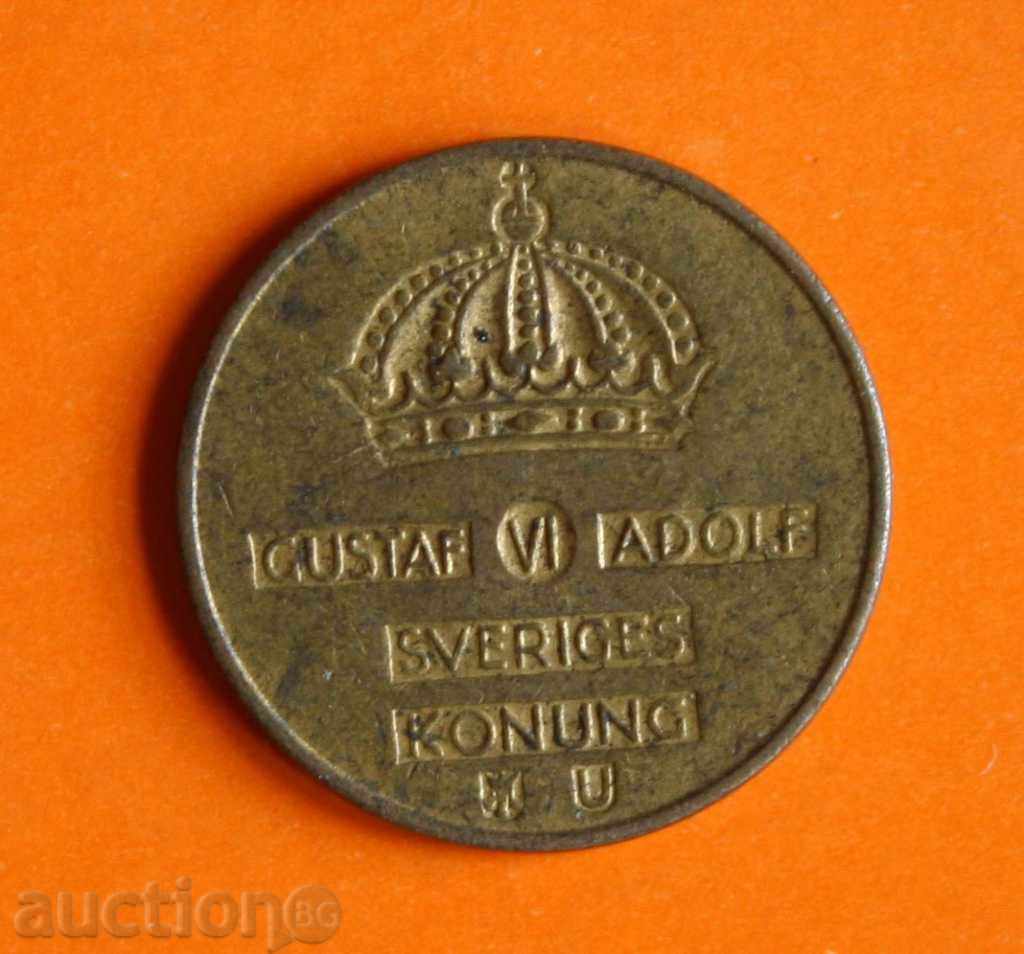 GUSTAF VI ADOLF
SVERIGES
KONUNG
U
auctionBG